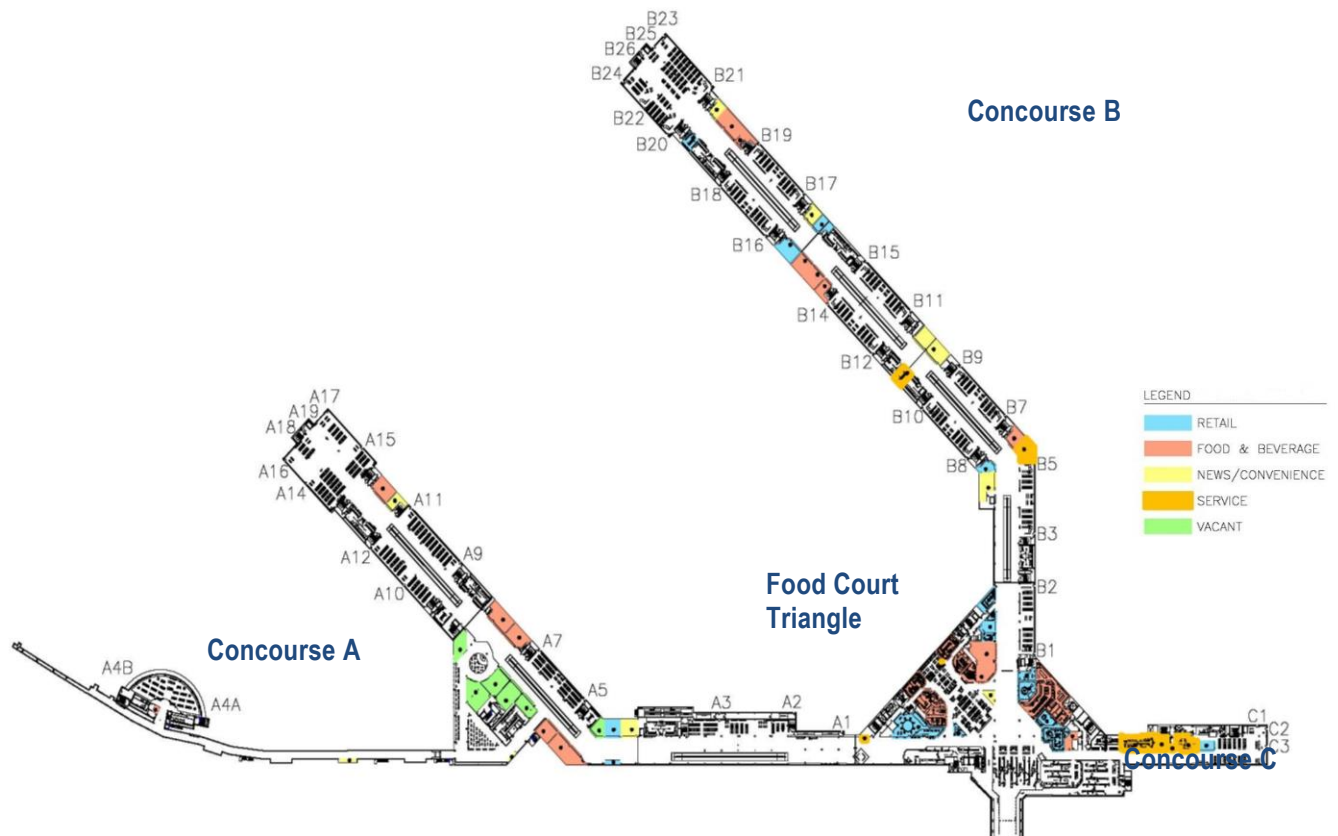 B23
B25
B26
B24
B21
Concourse B
B22
B19
B20
B17
B18
B16
B15
B11
B14
B9
B12
LEGEND
RETAIL
B10
B7
FOOD & BEVERAGE
A17
A19
A18
A15
B8
B5
NEWS/CONVENIENCE
A16
SERVICE
A14
A11
VACANT
B3
A12
A9
Food Court
Triangle
B2
A10
A7
Concourse A
B1
A4B
A5
A4A
A3
A2
A1
C1
C2
C3
Concourse C